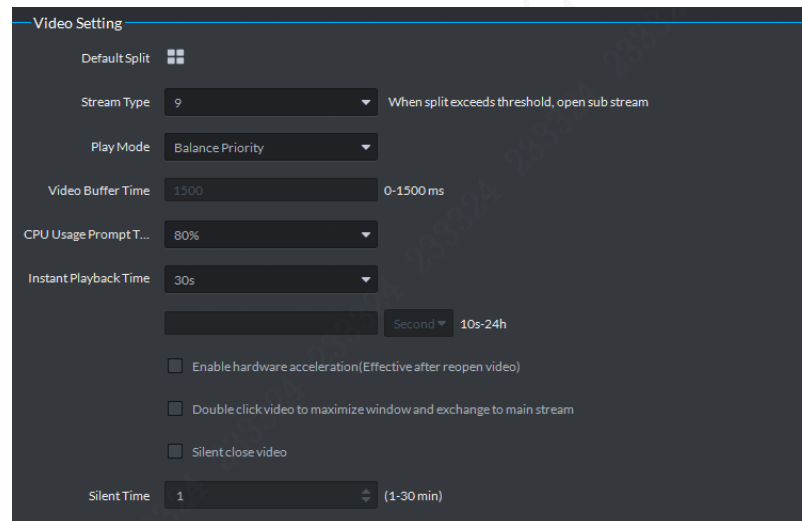 Video Setting
Default Split
Stream Type 9 When split exceeds threshold, open sub stream
Play Mode Balance Priority
Video Buffer Time 1500 0-1500 ms
CPU Usage Prompt T... 80%
Instant Playback Time 30s
Second 10s-24h
Enable hardware acceleration(Effective after reopen video)
Double click video to maximize window and exchange to main stream
Silent close video
Silent Time 1 (1-30 min)